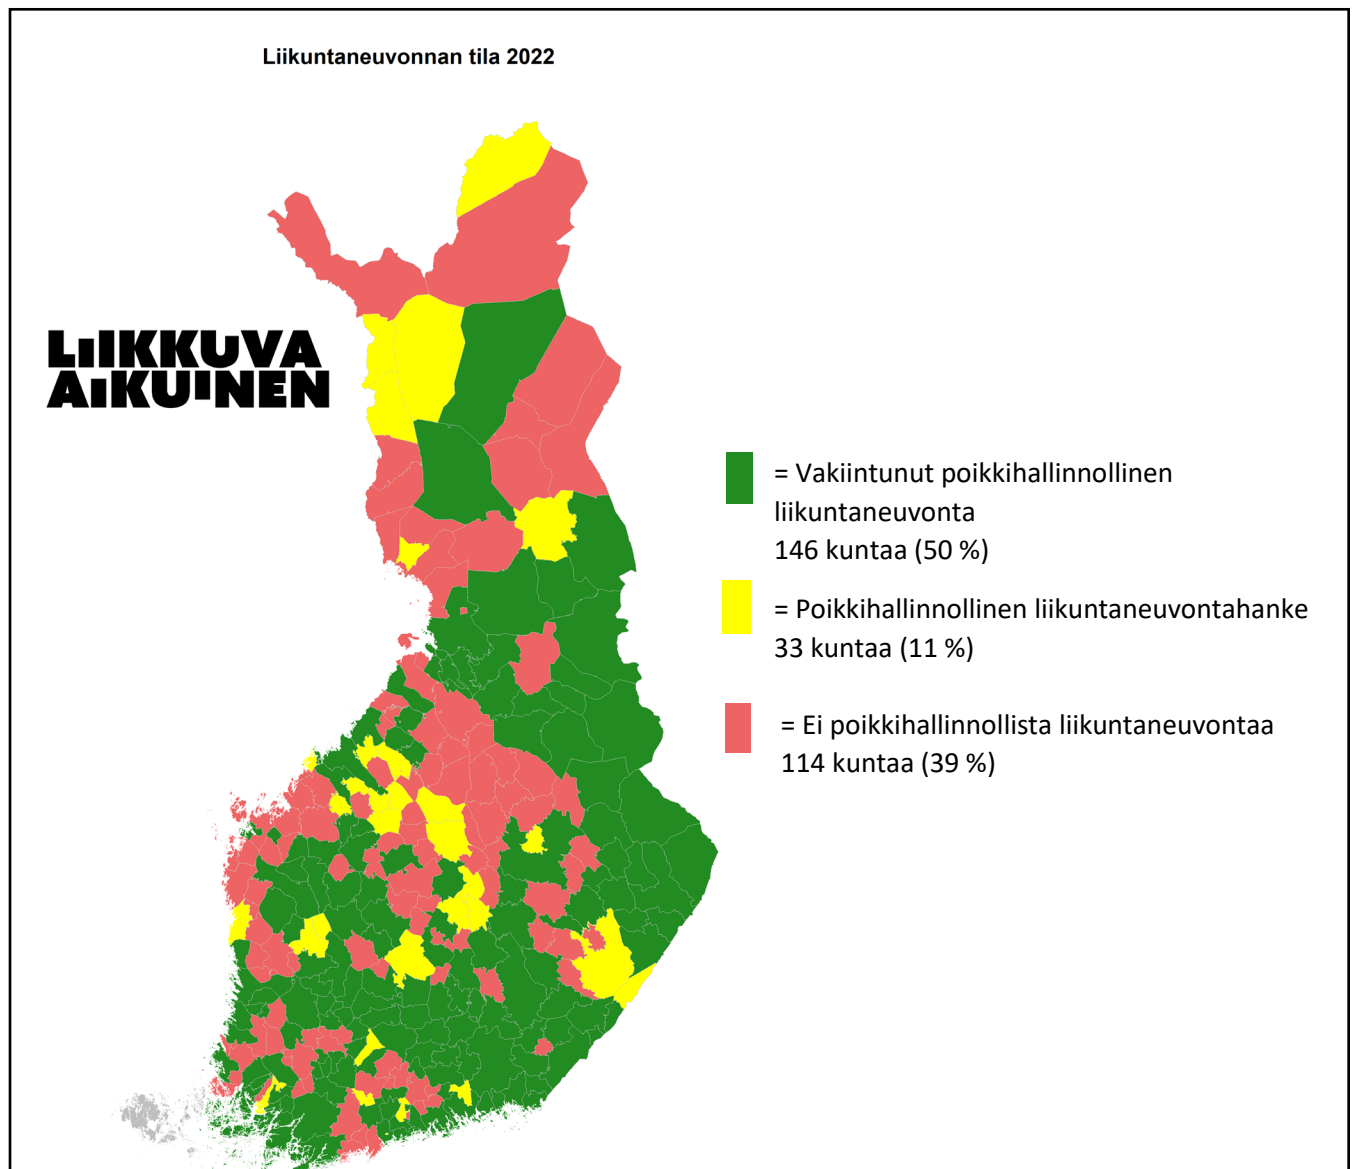 Liikuntaneuvonnan tila 2022
LIIKKUVA
AIKUINEN
= Vakiintunut poikkihallinnollinen
liikuntaneuvonta
146 kuntaa (50 %)
= Poikkihallinnollinen liikuntaneuvontahanke
33 kuntaa (11 %)
= Ei poikkihallinnollista liikuntaneuvontaa
114 kuntaa (39 %)